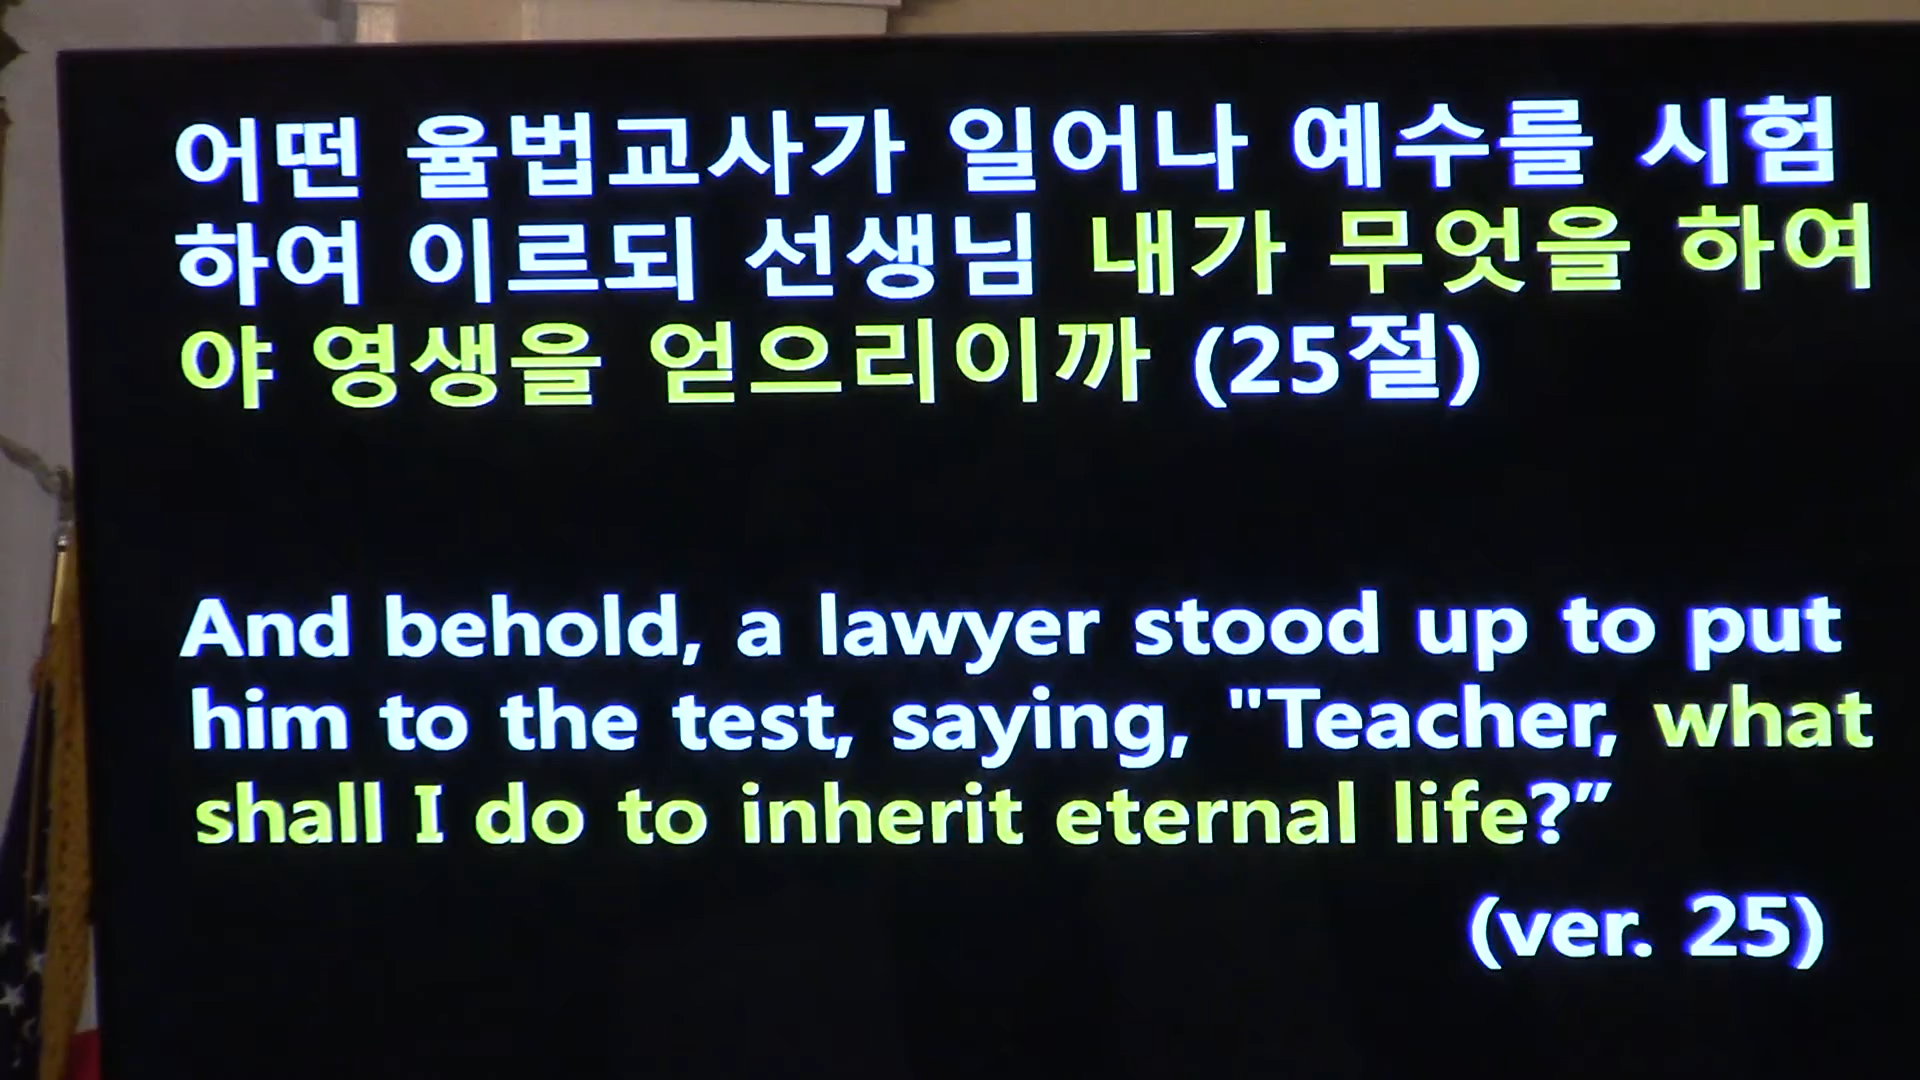 어떤 율법교사가 일어나 예수를 시험
하여 이르되 선생님 내가 무엇을 하여
야 영생을 얻으리이까 (25절)
And behold, a lawyer stood up to put
him to the test, saying, "Teacher, what
shall I do to inherit eternal life?”
(ver. 25)